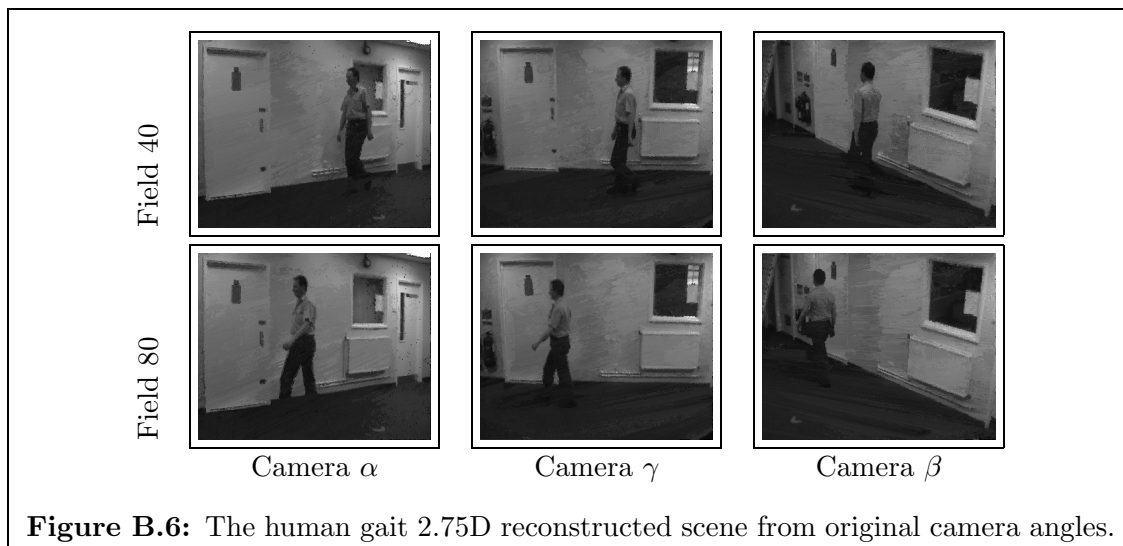 Field 40
Field 80
Camera α
Camera γ
Camera β
Figure B.6: The human gait 2.75D reconstructed scene from original camera angles.